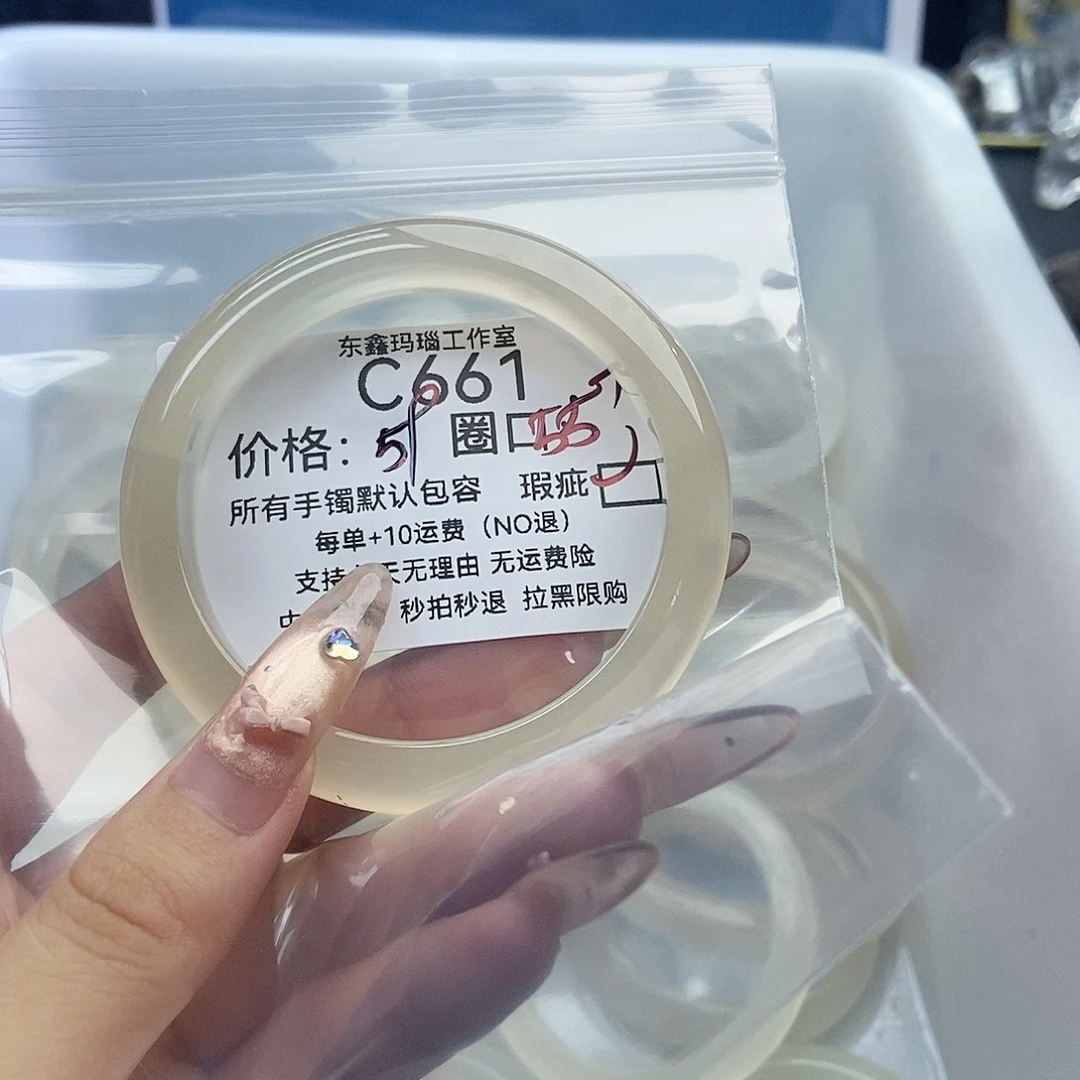 东鑫玛瑙工作室
C661
价格: 圈口
所有手镯默认包容 瑕疵
每单+10运费（NO退）
支持 天无理由 无运费险
秒拍秒退 拉黑限购